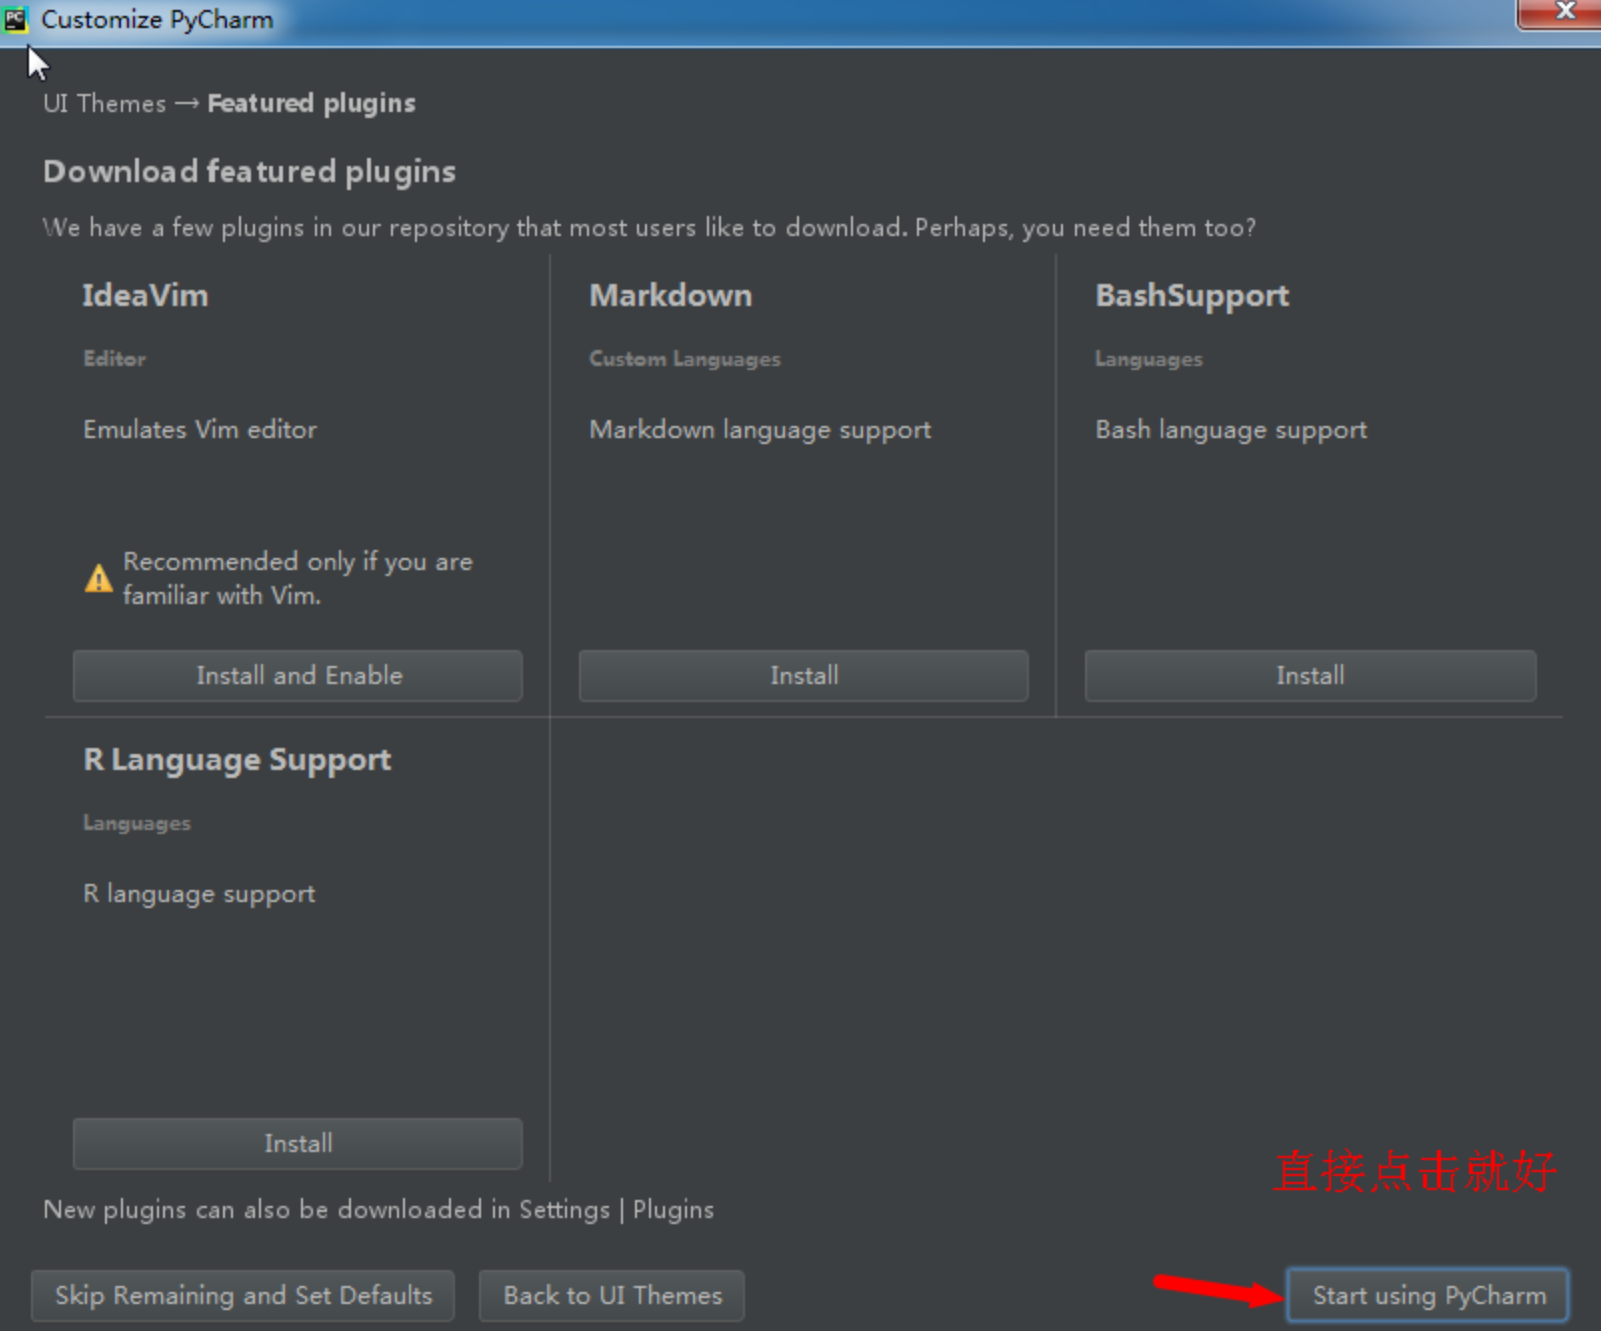 Customize PyCharm
UI Themes → Featured plugins
Download featured plugins
We have a few plugins in our repository that most users like to download. Perhaps, you need them too?
IdeaVim
Editor
Emulates Vim editor
Recommended only if you are
familiar with Vim.
Install and Enable
Markdown
Custom Languages
Markdown language support
Install
BashSupport
Languages
Bash language support
Install
R Language Support
Languages
R language support
Install
直接点击就好
New plugins can also be downloaded in Settings | Plugins
Skip Remaining and Set Defaults
Back to UI Themes
Start using PyCharm